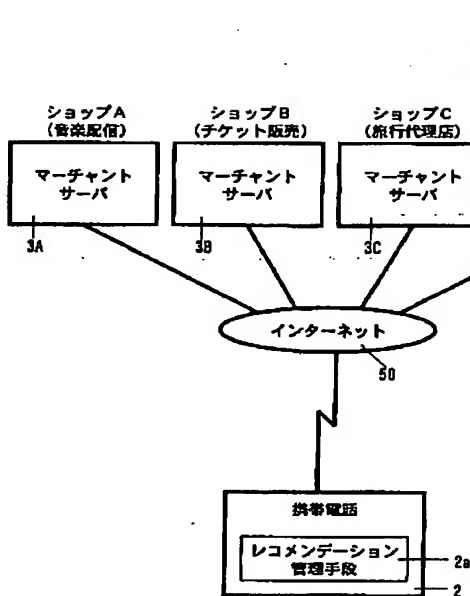 ショップA
(音楽配信)
ショップB
(チケット販売)
ショップC
(旅行代理店)
マーチャント
サーバ
マーチャント
サーバ
マーチャント
サーバ
3A
3B
3C
インターネット
50
携帯電話
レコメンデーション
管理手段
2a
2